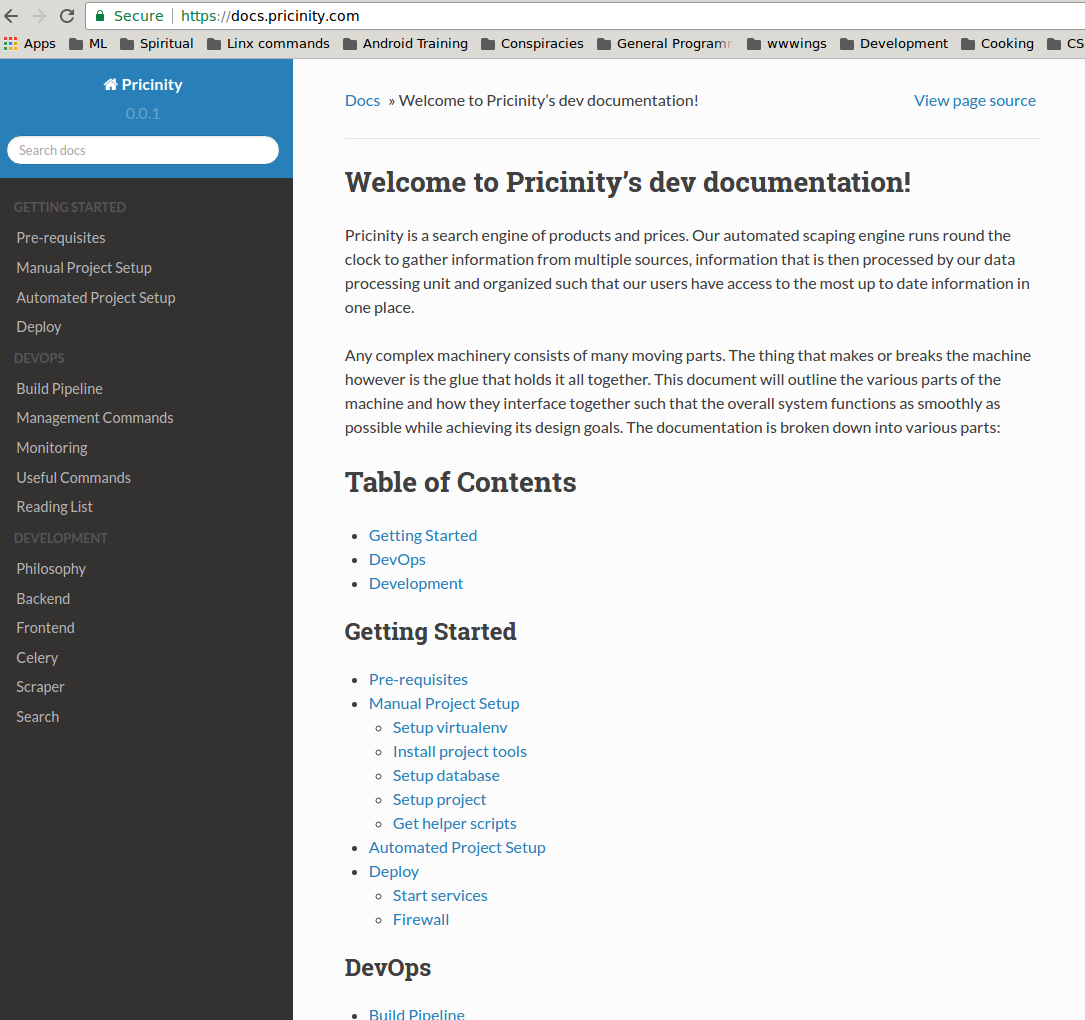 Secure https://docs.pricinity.com
Apps ML Spiritual Linx commands Android Training Conspiracies General Programm wwwings Development Cooking CS
Pricinity
0.0.1
Search docs
GETTING STARTED
Pre-requisites
Manual Project Setup
Automated Project Setup
Deploy
DEVOPS
Build Pipeline
Management Commands
Monitoring
Useful Commands
Reading List
DEVELOPMENT
Philosophy
Backend
Frontend
Celery
Scraper
Search
Docs » Welcome to Pricinity’s dev documentation! View page source
Welcome to Pricinity’s dev documentation!
Pricinity is a search engine of products and prices. Our automated scaping engine runs round the
clock to gather information from multiple sources, information that is then processed by our data
processing unit and organized such that our users have access to the most up to date information in
one place.
Any complex machinery consists of many moving parts. The thing that makes or breaks the machine
however is the glue that holds it all together. This document will outline the various parts of the
machine and how they interface together such that the overall system functions as smoothly as
possible while achieving its design goals. The documentation is broken down into various parts:
Table of Contents
• Getting Started
• DevOps
• Development
Getting Started
• Pre-requisites
• Manual Project Setup
◦ Setup virtualenv
◦ Install project tools
◦ Setup database
◦ Setup project
◦ Get helper scripts
• Automated Project Setup
• Deploy
◦ Start services
◦ Firewall
DevOps
• Build Pipeline